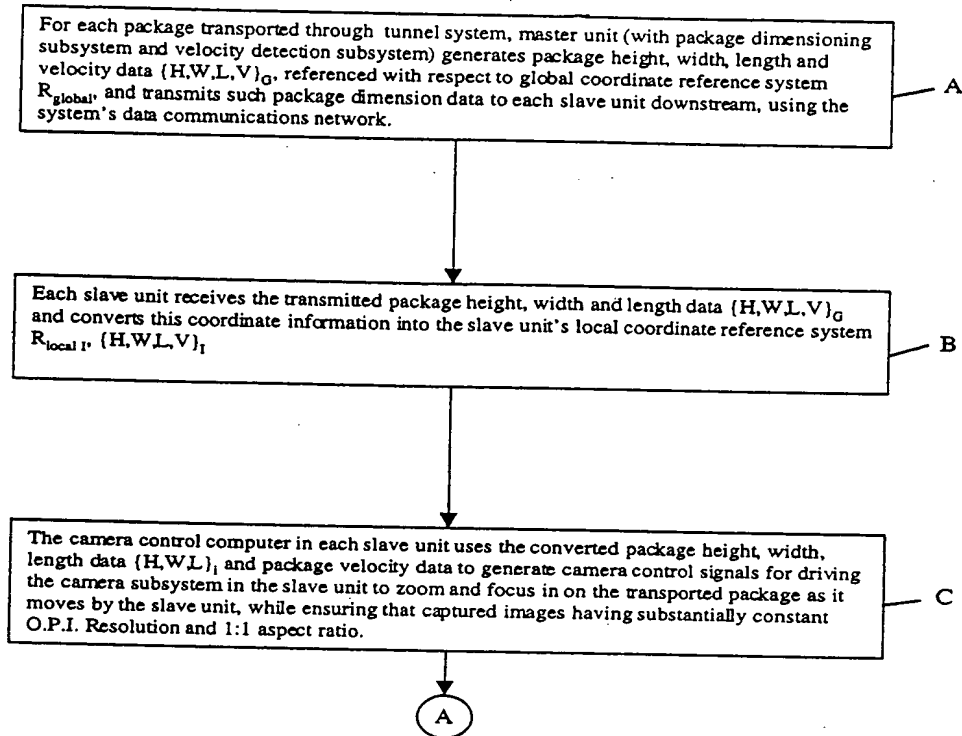 For each package transported through tunnel system, master unit (with package dimensioning
subsystem and velocity detection subsystem) generates package height, width, length and
velocity data {H,W,L,V}G, referenced with respect to global coordinate reference system
Rglobal, and transmits such package dimension data to each slave unit downstream, using the
system's data communications network.
A
Each slave unit receives the transmitted package height, width and length data {H,W,L,V}G
and converts this coordinate information into the slave unit's local coordinate reference system
Rlocal I, {H,W,L,V}I
B
The camera control computer in each slave unit uses the converted package height, width,
length data {H,W,L}i and package velocity data to generate camera control signals for driving
the camera subsystem in the slave unit to zoom and focus in on the transported package as it
moves by the slave unit, while ensuring that captured images having substantially constant
O.P.I. Resolution and 1:1 aspect ratio.
C
A